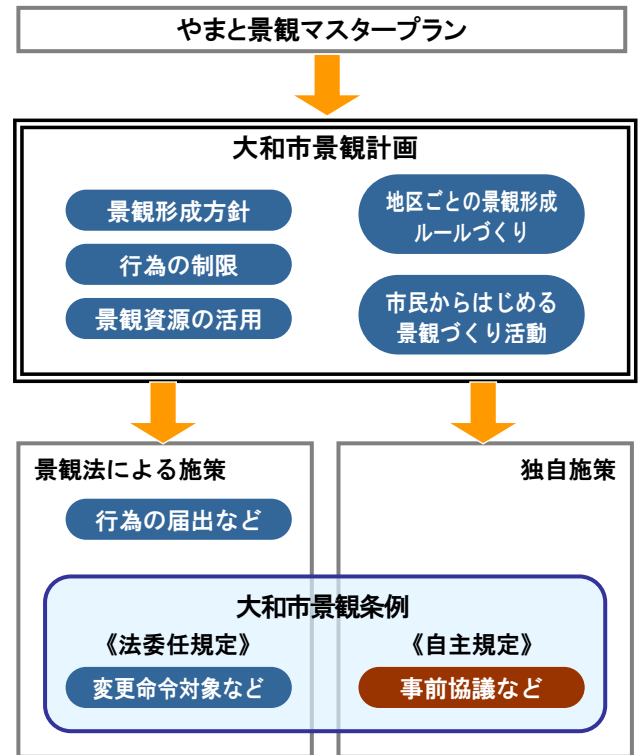 やまと景観マスタープラン
大和市景観計画
景観形成方針
行為の制限
景観資源の活用
地区ごとの景観形成
ルールづくり
市民からはじめる
景観づくり活動
景観法による施策
行為の届出など
独自施策
大和市景観条例
《法委任規定》
変更命令対象など
《自主規定》
事前協議など